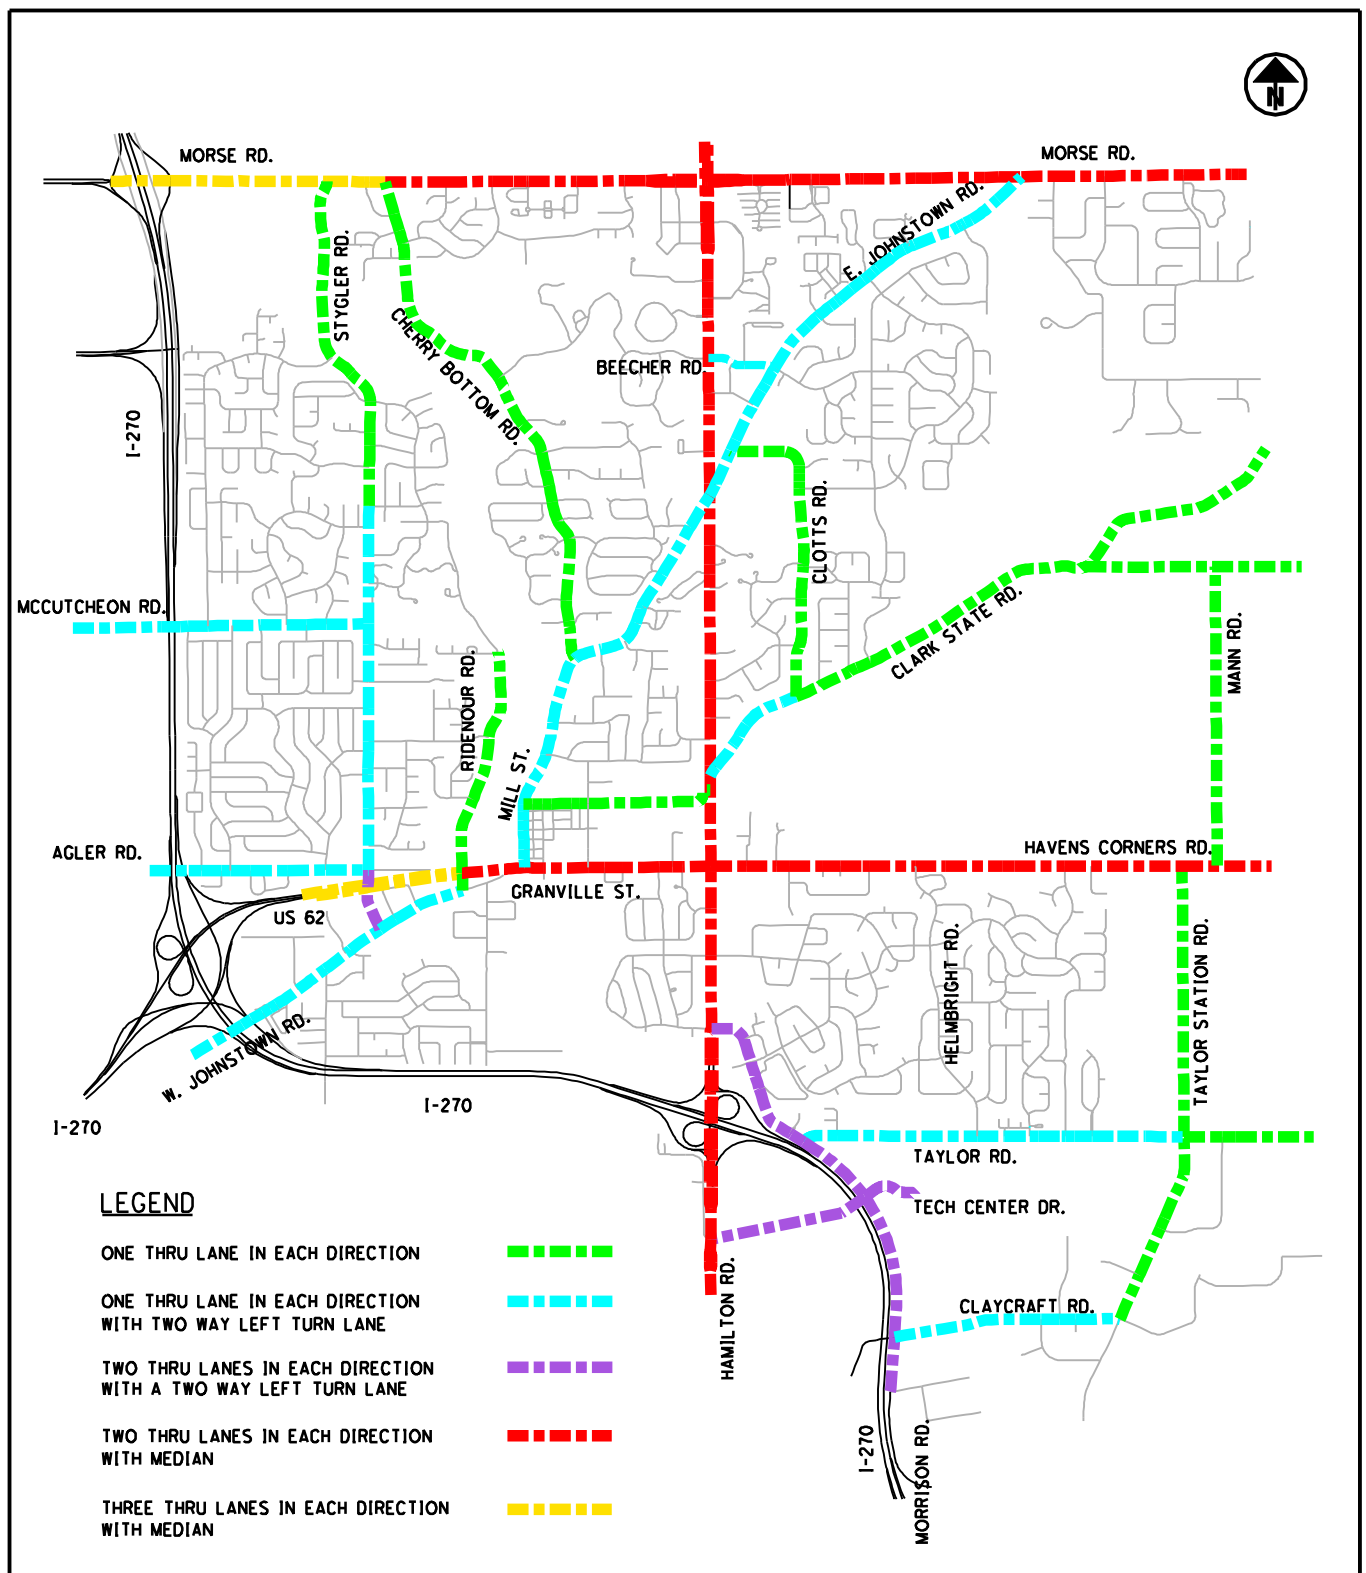 N
MORSE RD.
MORSE RD.
E. JOHNSTOWN RD.
STYGLER RD.
CHERRY BOTTOM RD.
BEECHER RD.
I-270
CLOTTS RD.
MCCUTCHEON RD.
CLARK STATE RD.
MANN RD.
RIDENOUR RD.
MILL ST.
AGLER RD.
HAVENS CORNERS RD.
GRANVILLE ST.
US 62
HELMBRIGHT RD.
TAYLOR STATION RD.
W. JOHNSTOWN RD.
I-270
I-270
TAYLOR RD.
TECH CENTER DR.
HAMILTON RD.
CLAYCRAFT RD.
I-270
MORRISON RD.
LEGEND
ONE THRU LANE IN EACH DIRECTION
ONE THRU LANE IN EACH DIRECTION
WITH TWO WAY LEFT TURN LANE
TWO THRU LANES IN EACH DIRECTION
WITH A TWO WAY LEFT TURN LANE
TWO THRU LANES IN EACH DIRECTION
WITH MEDIAN
THREE THRU LANES IN EACH DIRECTION
WITH MEDIAN